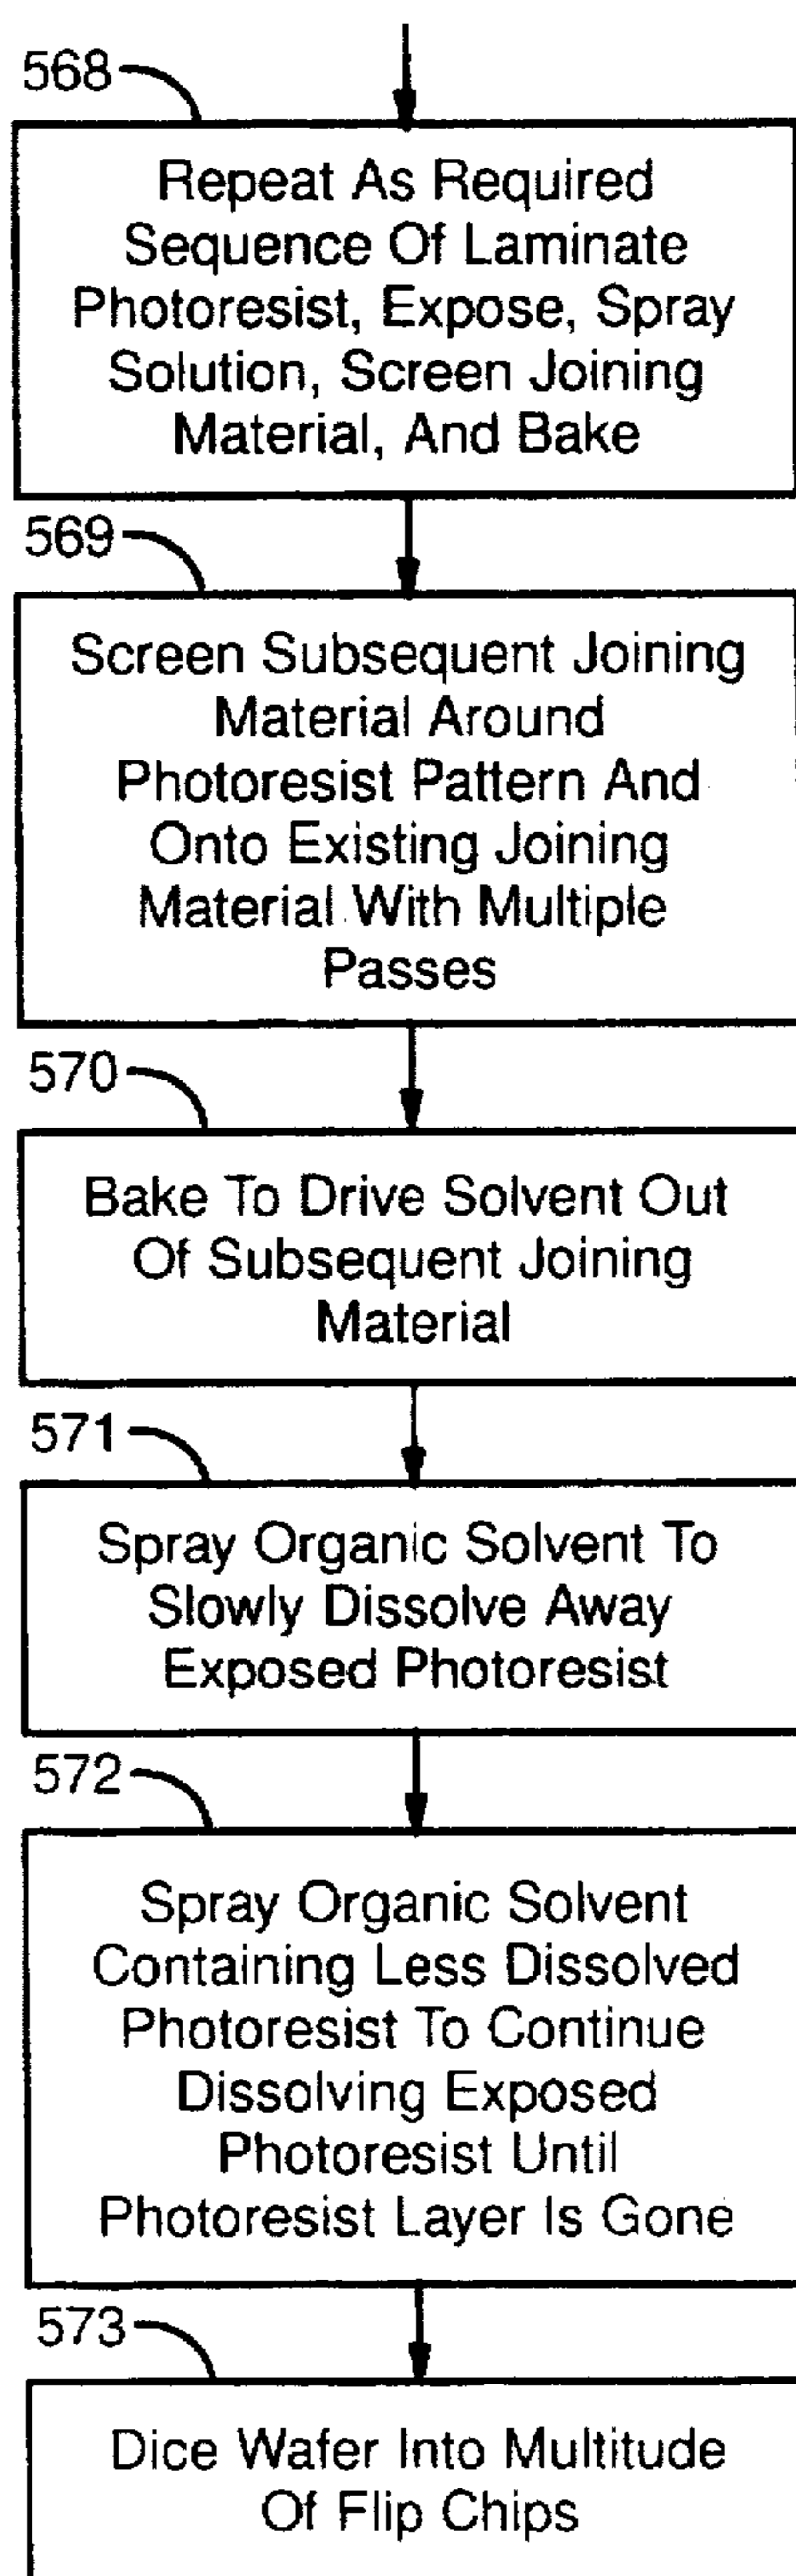 568
Repeat As Required
Sequence Of Laminate
Photoresist, Expose, Spray
Solution, Screen Joining
Material, And Bake
569
Screen Subsequent Joining
Material Around
Photoresist Pattern And
Onto Existing Joining
Material With Multiple
Passes
570
Bake To Drive Solvent Out
Of Subsequent Joining
Material
571
Spray Organic Solvent To
Slowly Dissolve Away
Exposed Photoresist
572
Spray Organic Solvent
Containing Less Dissolved
Photoresist To Continue
Dissolving Exposed
Photoresist Until
Photoresist Layer Is Gone
573
Dice Wafer Into Multitude
Of Flip Chips